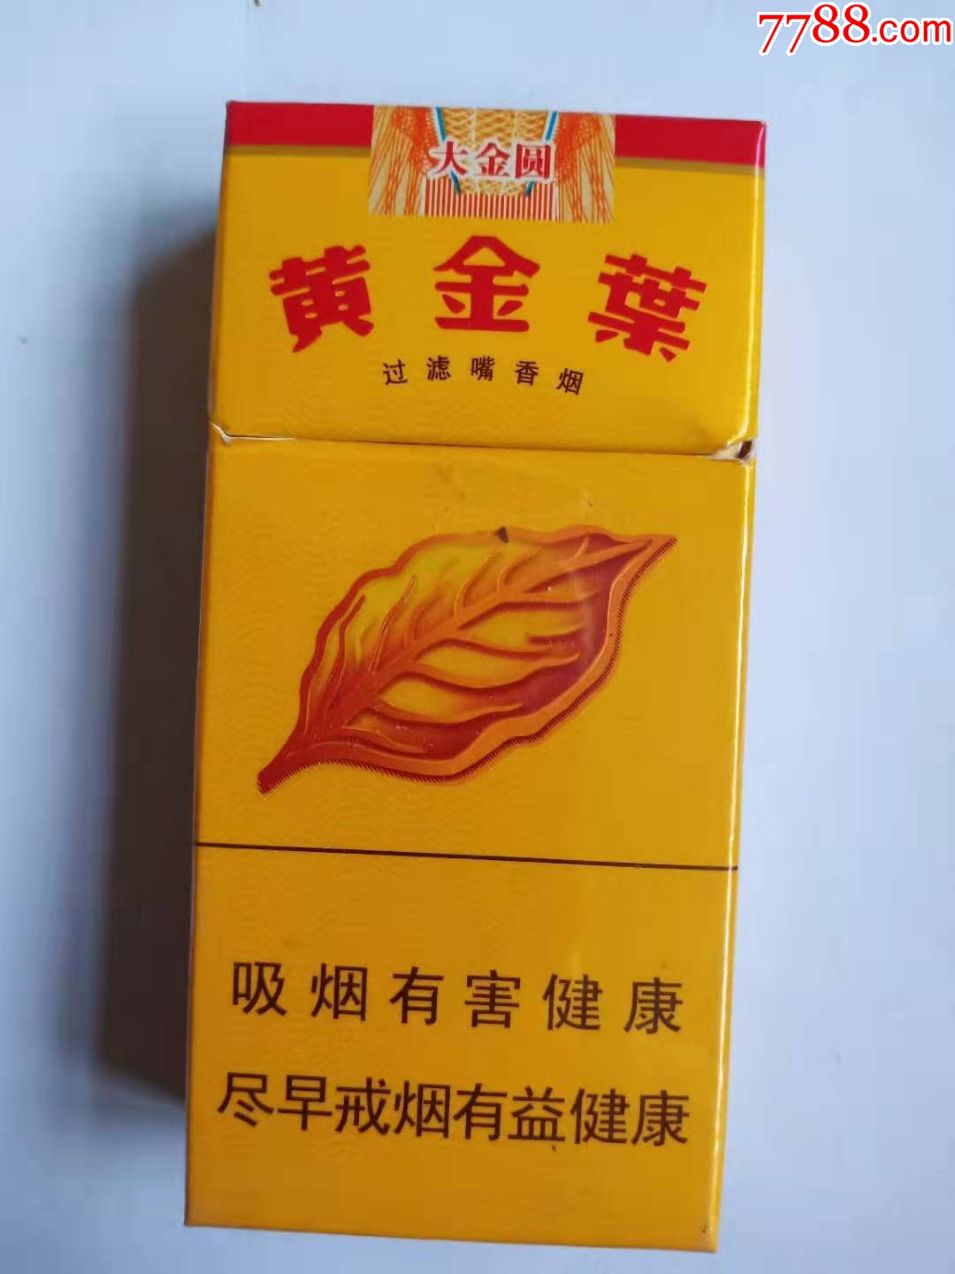 7788.com
大金圆
黄金葉
过滤嘴香烟
吸烟有害健康
尽早戒烟有益健康